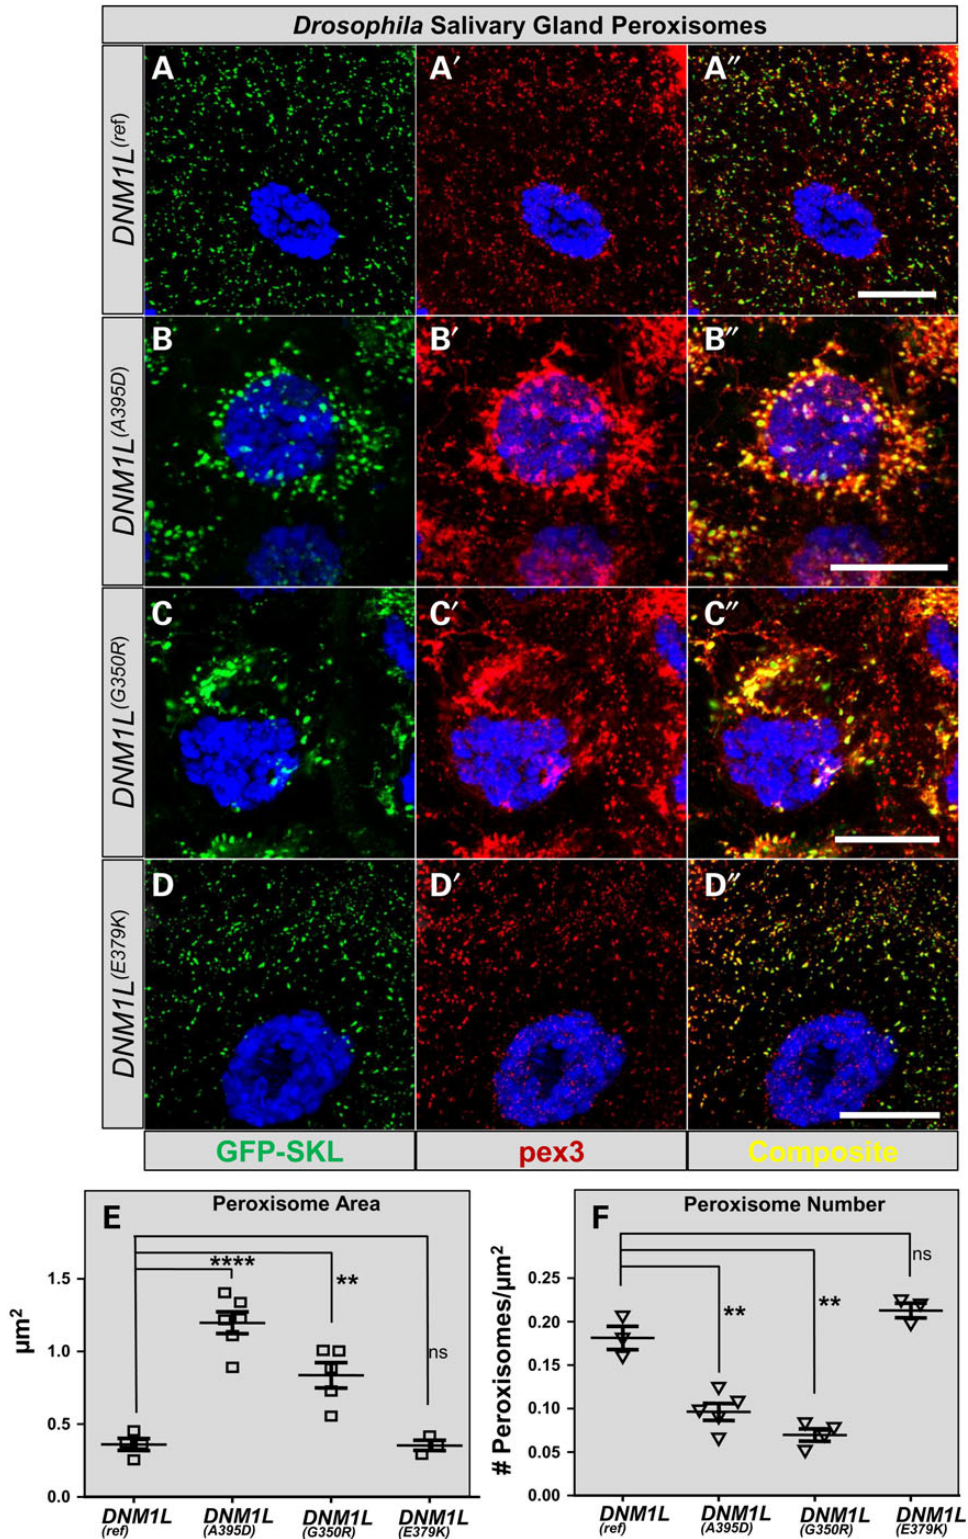 Drosophila Salivary Gland Peroxisomes
DNM1L(ref)
A
A′
A″
DNM1L(A395D)
B
B′
B″
DNM1L(G350R)
C
C′
C″
DNM1L(E379K)
D
D′
D″
GFP-SKL
pex3
Composite
E
Peroxisome Area
****
**
ns
µm²
1.5
1.0
0.5
0.0
DNM1L
(ref)
DNM1L
(A395D)
DNM1L
(G350R)
DNM1L
(E379K)
F
Peroxisome Number
ns
**
**
# Peroxisomes/µm²
0.25
0.20
0.15
0.10
0.05
0.00
DNM1L
(ref)
DNM1L
(A395D)
DNM1L
(G350R)
DNM1L
(E379K)